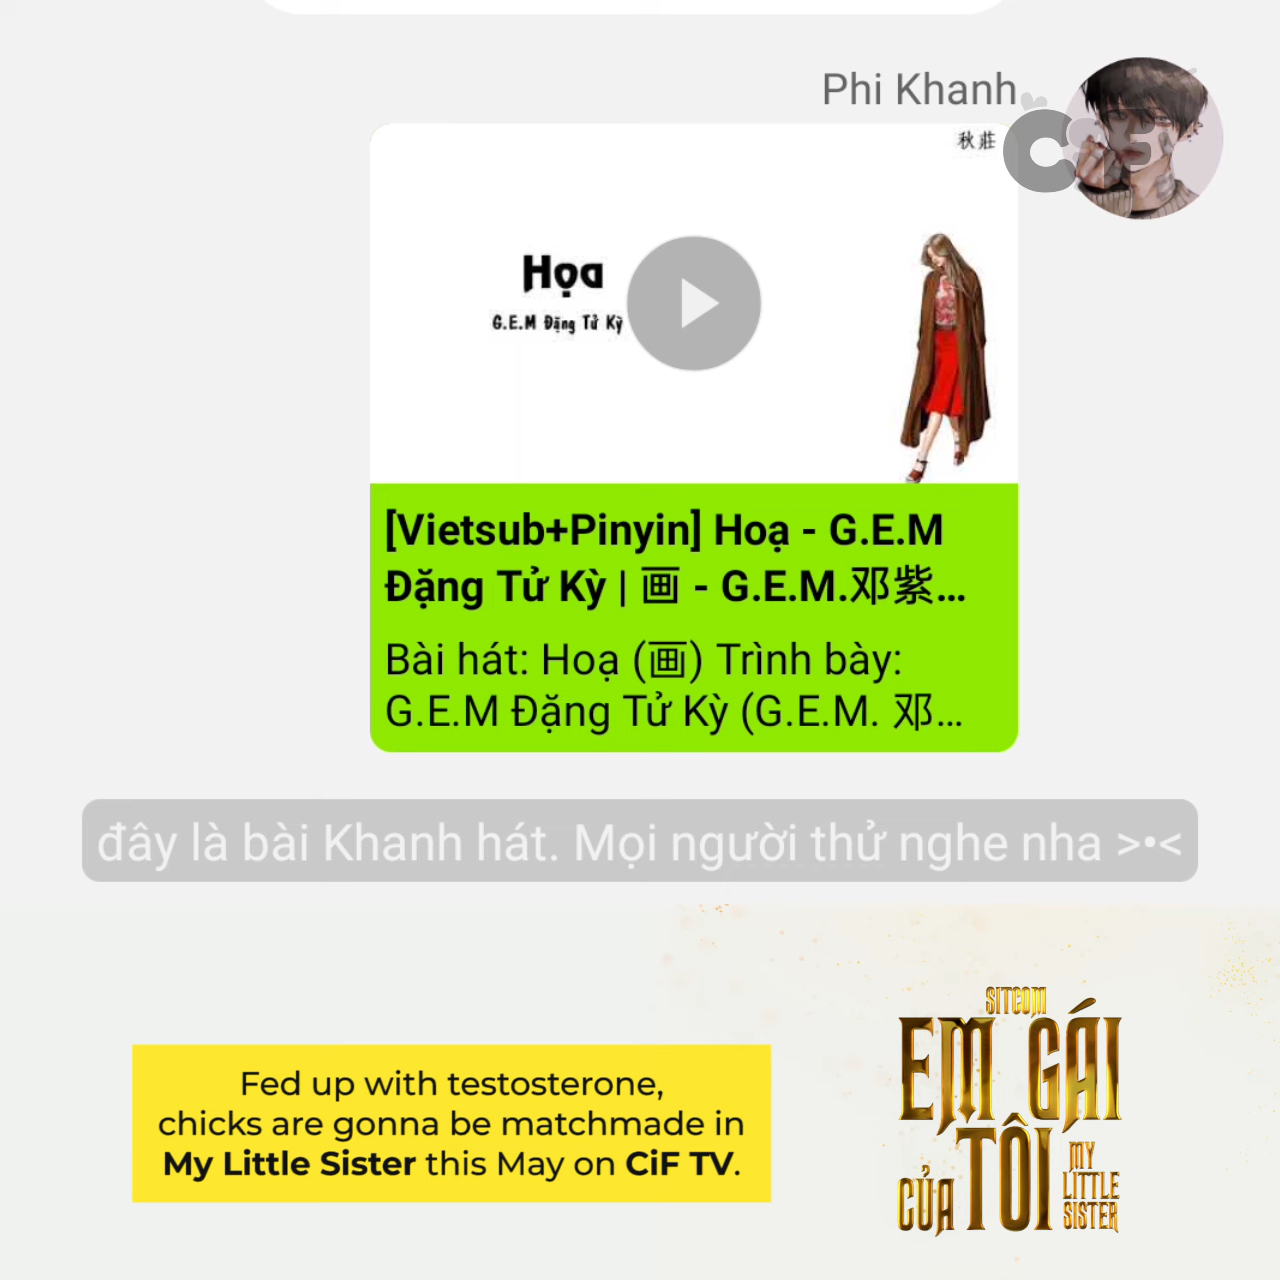 Phi Khanh
秋莊
Họa
G.E.M Đặng Tử Kỳ
[Vietsub+Pinyin] Hoạ - G.E.M
Đặng Tử Kỳ | 画 - G.E.M.邓紫...
Bài hát: Hoạ (画) Trình bày:
G.E.M Đặng Tử Kỳ (G.E.M. 邓...
đây là bài Khanh hát. Mọi người thử nghe nha >•<
Fed up with testosterone,
chicks are gonna be matchmade in
My Little Sister this May on CiF TV.
SITCOM
EM GÁI
CỦA TÔI
MY
LITTLE
SISTER